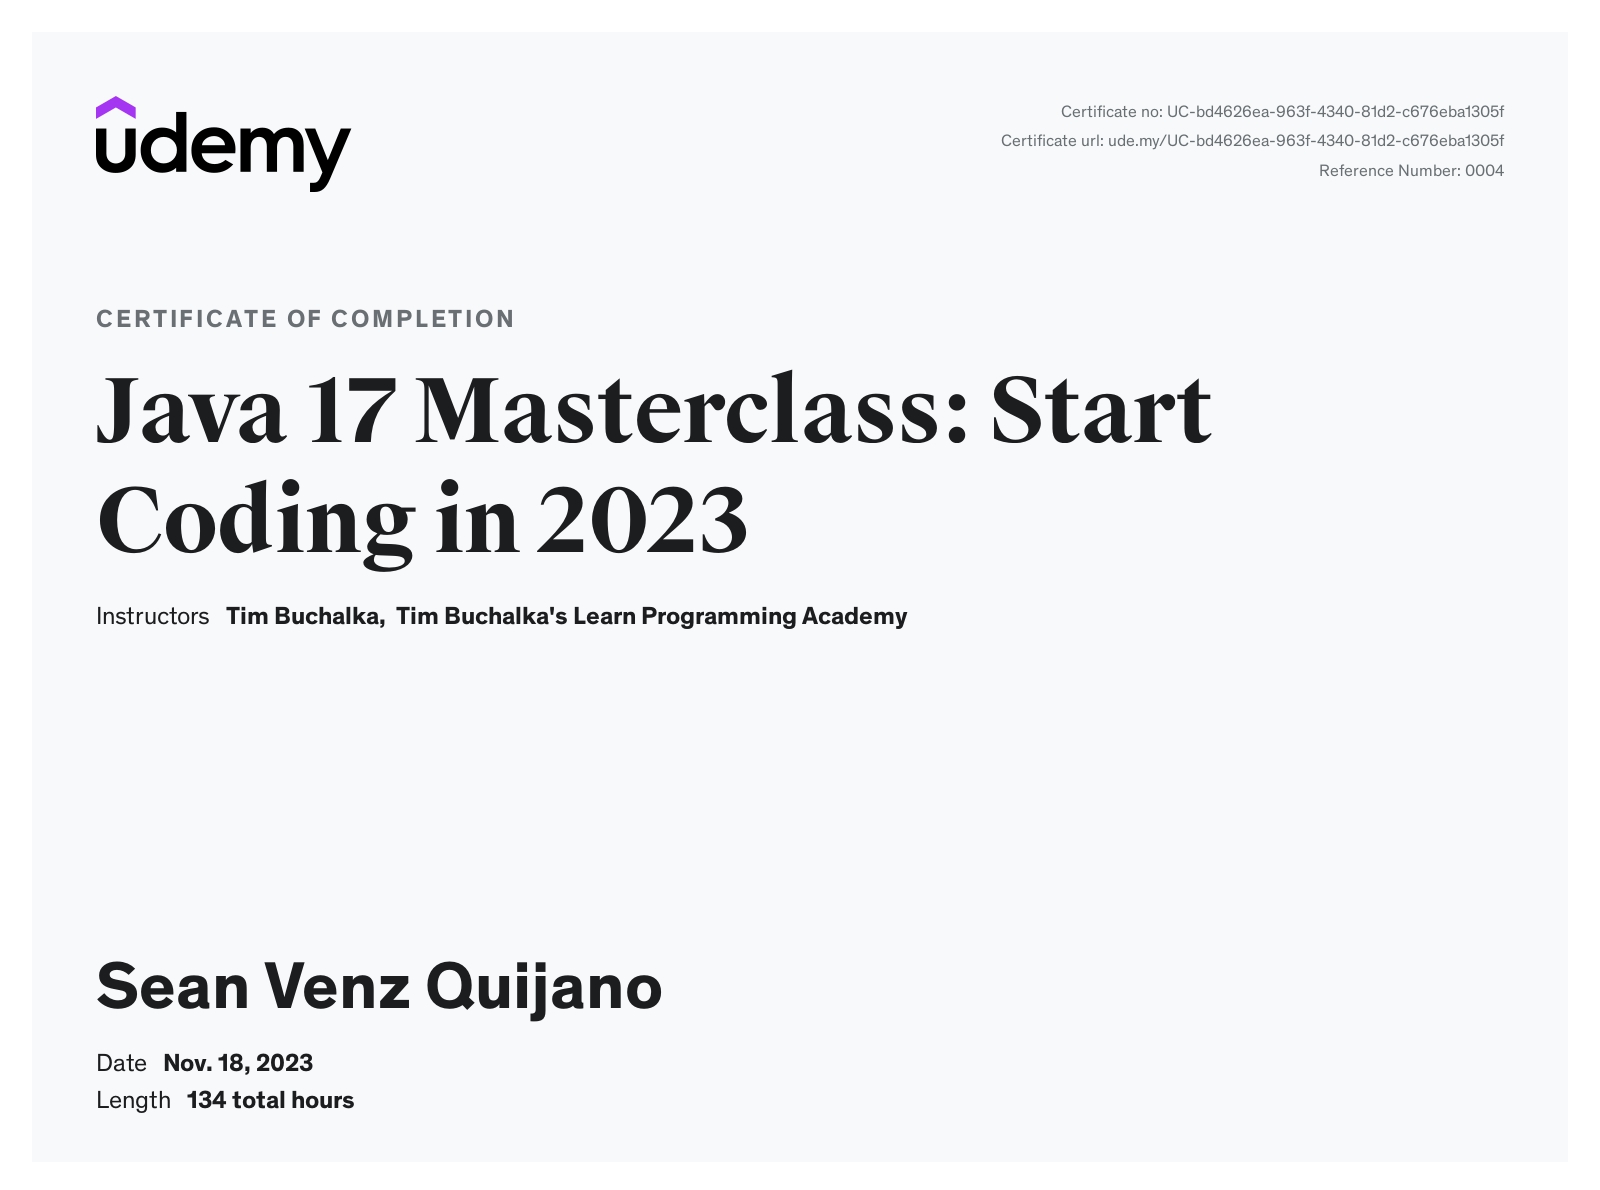 udemy
Certificate no: UC-bd4626ea-963f-4340-81d2-c676eba1305f
Certificate url: ude.my/UC-bd4626ea-963f-4340-81d2-c676eba1305f
Reference Number: 0004
CERTIFICATE OF COMPLETION
Java 17 Masterclass: Start
Coding in 2023
Instructors Tim Buchalka, Tim Buchalka's Learn Programming Academy
Sean Venz Quijano
Date Nov. 18, 2023
Length 134 total hours